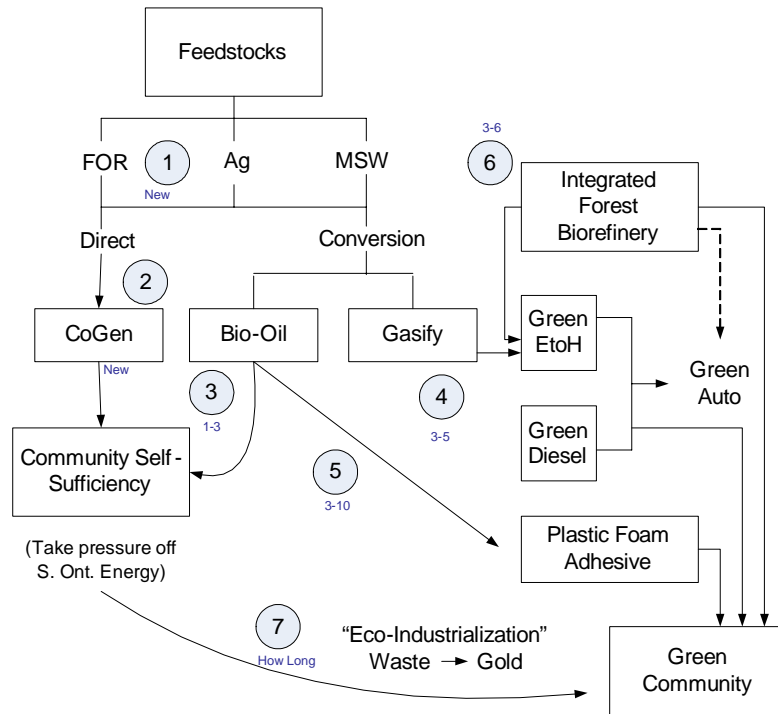 Feedstocks
FOR
1
Ag
MSW
New
3-6
6
Integrated
Forest
Biorefinery
Direct
Conversion
2
CoGen
Bio-Oil
Gasify
Green
EtoH
New
3
1-3
4
3-5
Green
Auto
Green
Diesel
Community Self -
Sufficiency
5
3-10
(Take pressure off
S. Ont. Energy)
Plastic Foam
Adhesive
7
How Long
“Eco-Industrialization”
Waste → Gold
Green
Community